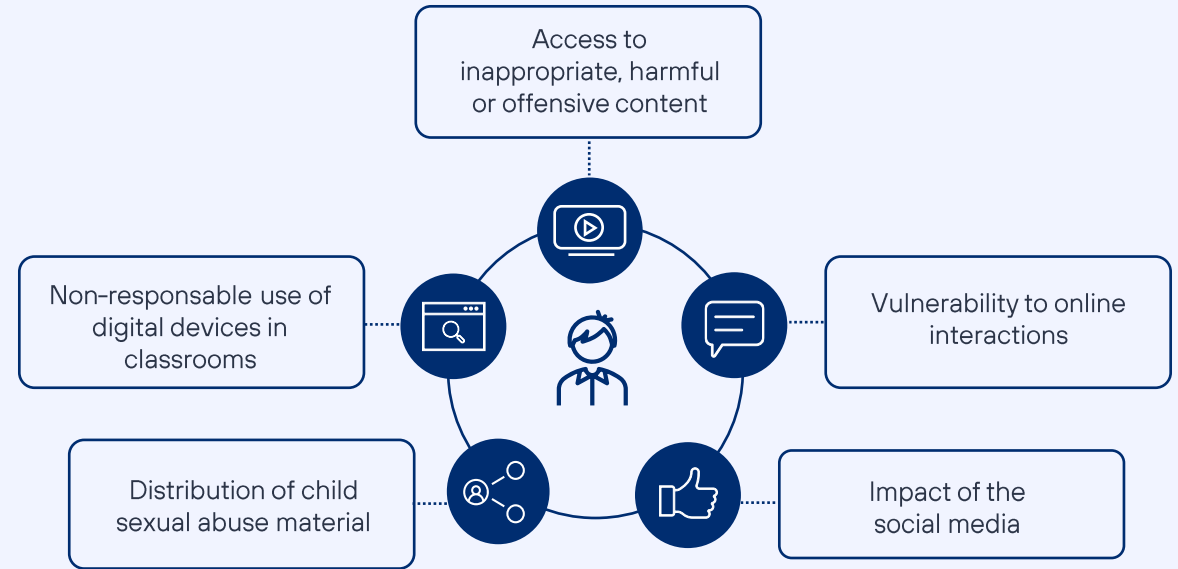 Access to
inappropriate, harmful
or offensive content
Non-responsable use of
digital devices in
classrooms
Vulnerability to online
interactions
Distribution of child
sexual abuse material
Impact of the
social media